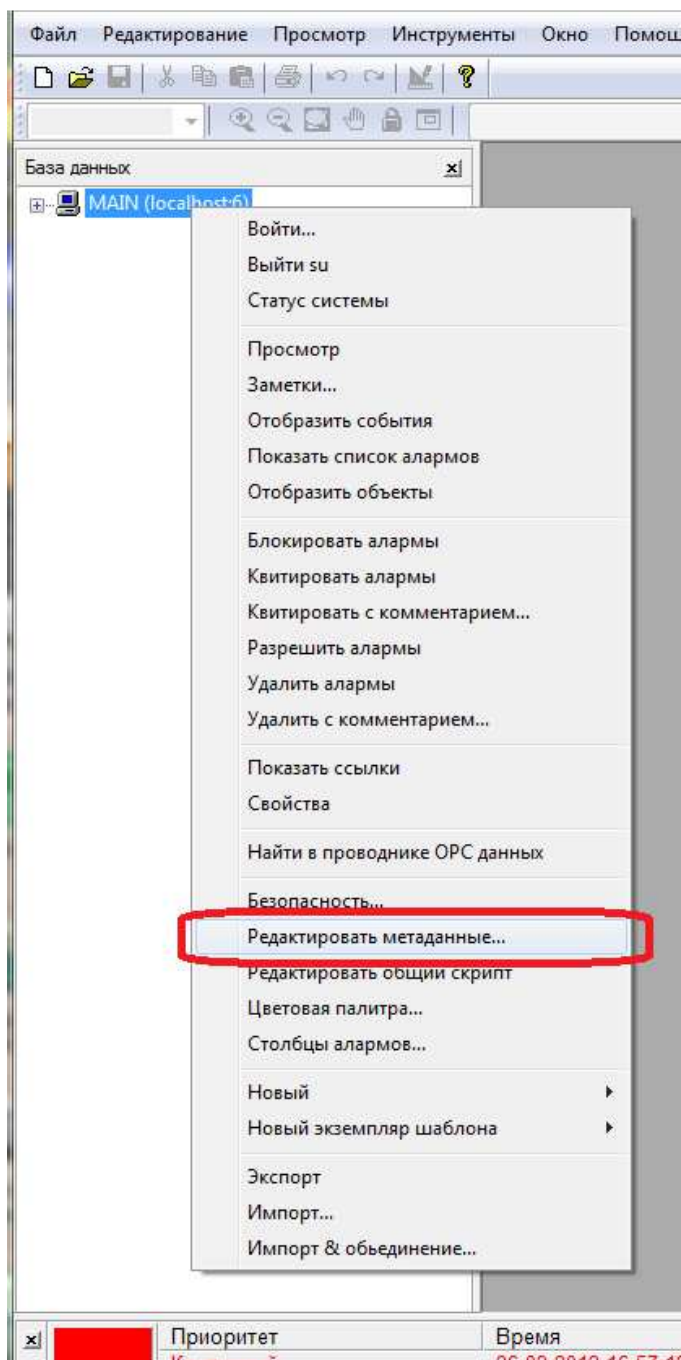 Файл Редактирование Просмотр Инструменты Окно Помощ
База данных
MAIN (localhost:6)
Войти...
Выйти su
Статус системы
Просмотр
Заметки...
Отобразить события
Показать список алармов
Отобразить объекты
Блокировать алармы
Квитировать алармы
Квитировать с комментарием...
Разрешить алармы
Удалить алармы
Удалить с комментарием...
Показать ссылки
Свойства
Найти в проводнике OPC данных
Безопасность...
Редактировать метаданные...
Редактировать общий скрипт
Цветовая палитра...
Столбцы алармов...
Новый
Новый экземпляр шаблона
Экспорт
Импорт...
Импорт & обьединение...
Приоритет Время